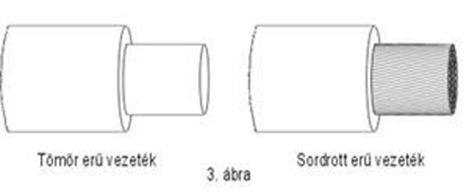 Tömör erű vezeték
Sordrott erű vezeték
3. ábra